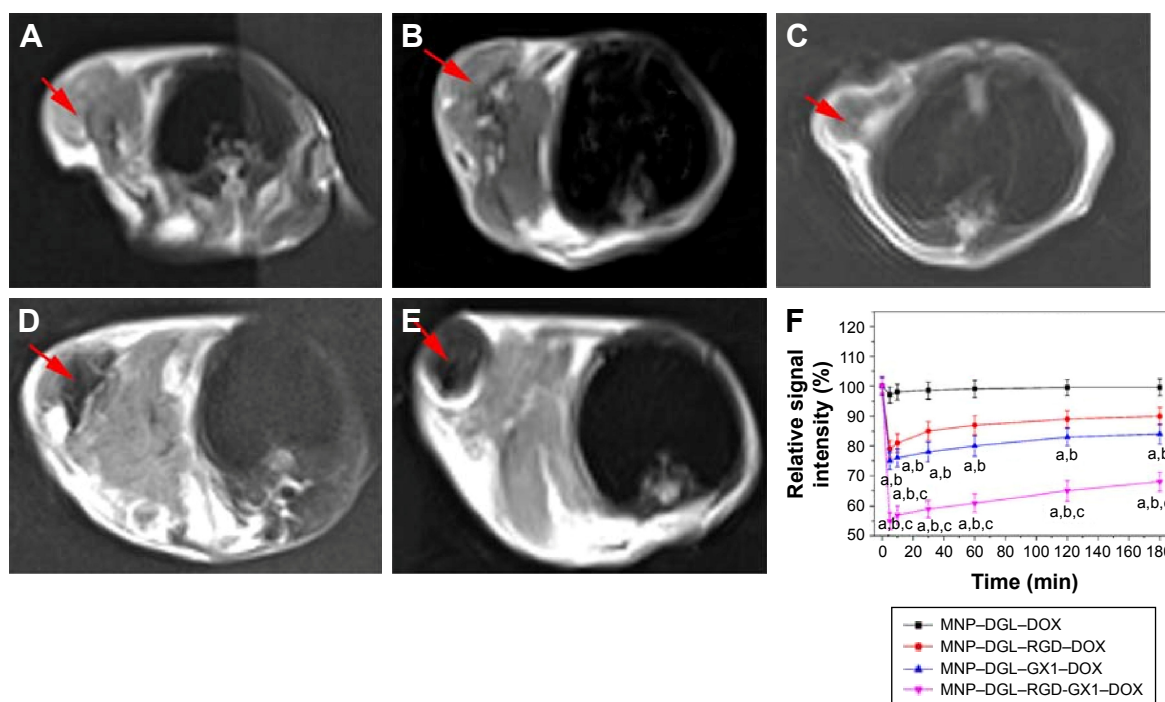 A
B
C
D
E
F
Relative signal
intensity (%)
120
100
90
80
70
60
50
a,b
a,b
a,b
a,b
a,b
a,b
a,b,c
a,b,c
a,b,c
a,b,c
a,b,c
a,b,c
0 20 40 60 80 100 120 140 160 180
Time (min)
MNP–DGL–DOX
MNP–DGL–RGD–DOX
MNP–DGL–GX1–DOX
MNP–DGL–RGD-GX1–DOX